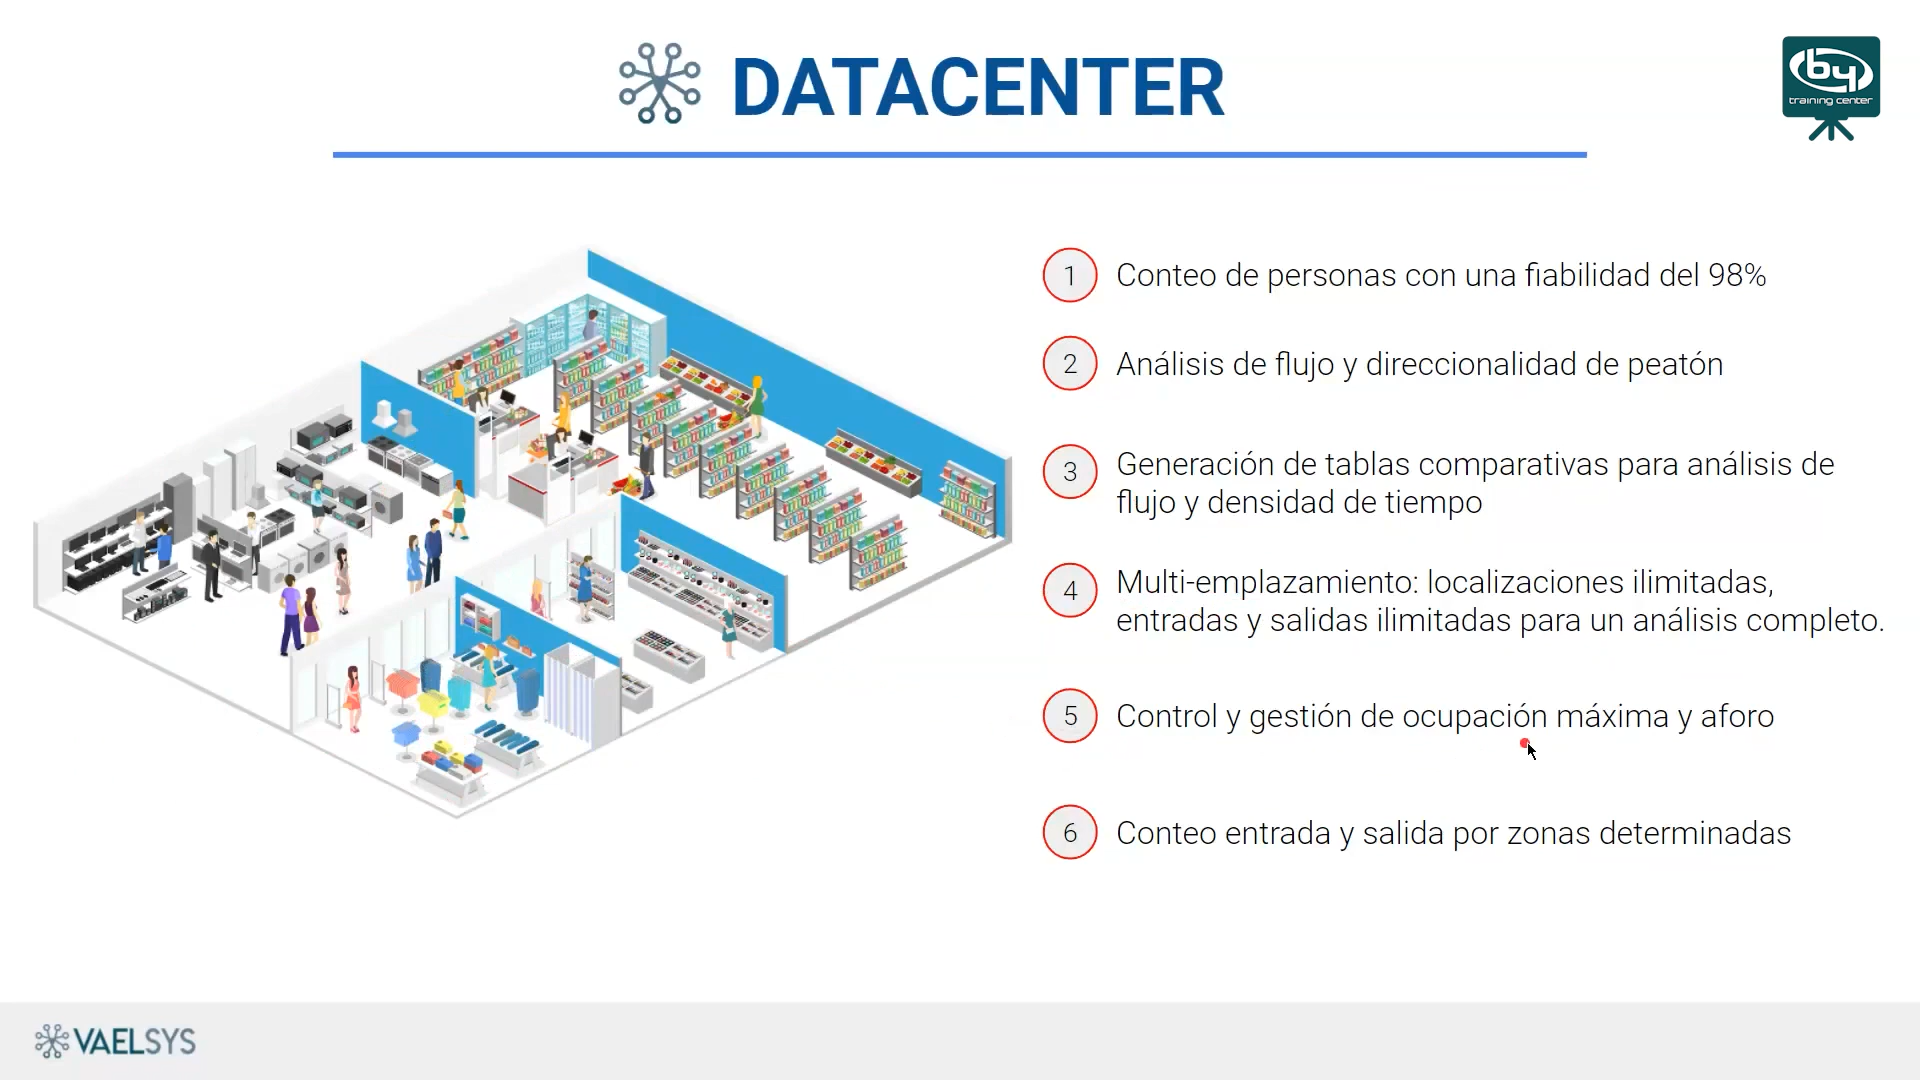 DATACENTER
by
training center
1 Conteo de personas con una fiabilidad del 98%
2 Análisis de flujo y direccionalidad de peatón
3 Generación de tablas comparativas para análisis de
flujo y densidad de tiempo
4 Multi-emplazamiento: localizaciones ilimitadas,
entradas y salidas ilimitadas para un análisis completo.
5 Control y gestión de ocupación máxima y aforo
6 Conteo entrada y salida por zonas determinadas
VAELSYS